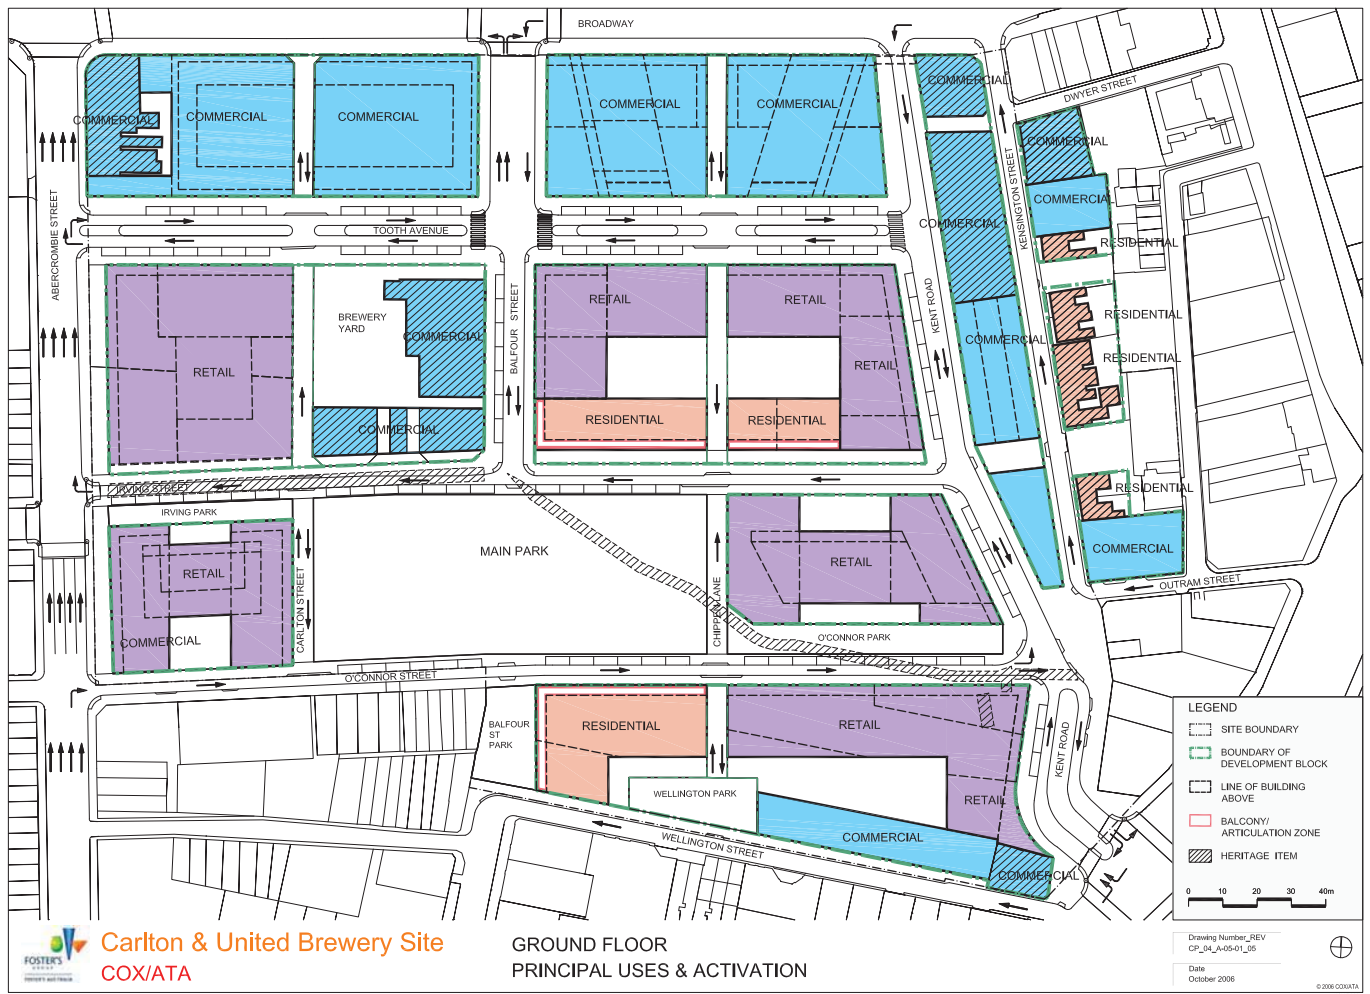 BROADWAY
COMMERCIAL
COMMERCIAL
COMMERCIAL
COMMERCIAL
COMMERCIAL
COMMERCIAL
DWYER STREET
COMMERCIAL
COMMERCIAL
COMMERCIAL
RESIDENTIAL
KENSINGTON STREET
ABERCROMBIE STREET
TOOTH AVENUE
RETAIL
BREWERY
YARD
COMMERCIAL
COMMERCIAL
BALFOUR STREET
RETAIL
RETAIL
RETAIL
RESIDENTIAL
RESIDENTIAL
KENT ROAD
COMMERCIAL
RESIDENTIAL
RESIDENTIAL
RESIDENTIAL
COMMERCIAL
OUTRAM STREET
IRVING STREET
IRVING PARK
RETAIL
COMMERCIAL
CARLTON STREET
MAIN PARK
CHIPPEN LANE
RETAIL
O'CONNOR PARK
O'CONNOR STREET
BALFOUR
ST
PARK
RESIDENTIAL
RETAIL
RETAIL
WELLINGTON PARK
COMMERCIAL
COMMERCIAL
WELLINGTON STREET
KENT ROAD
LEGEND
SITE BOUNDARY
BOUNDARY OF
DEVELOPMENT BLOCK
LINE OF BUILDING
ABOVE
BALCONY/
ARTICULATION ZONE
HERITAGE ITEM
0 10 20 30 40m
FOSTER'S
GROUP
FOSTER'S AUSTRALIA
Carlton & United Brewery Site
COX/ATA
GROUND FLOOR
PRINCIPAL USES & ACTIVATION
Drawing Number_REV
CP_04_A-05-01_05
Date
October 2006
© 2006 COX/ATA